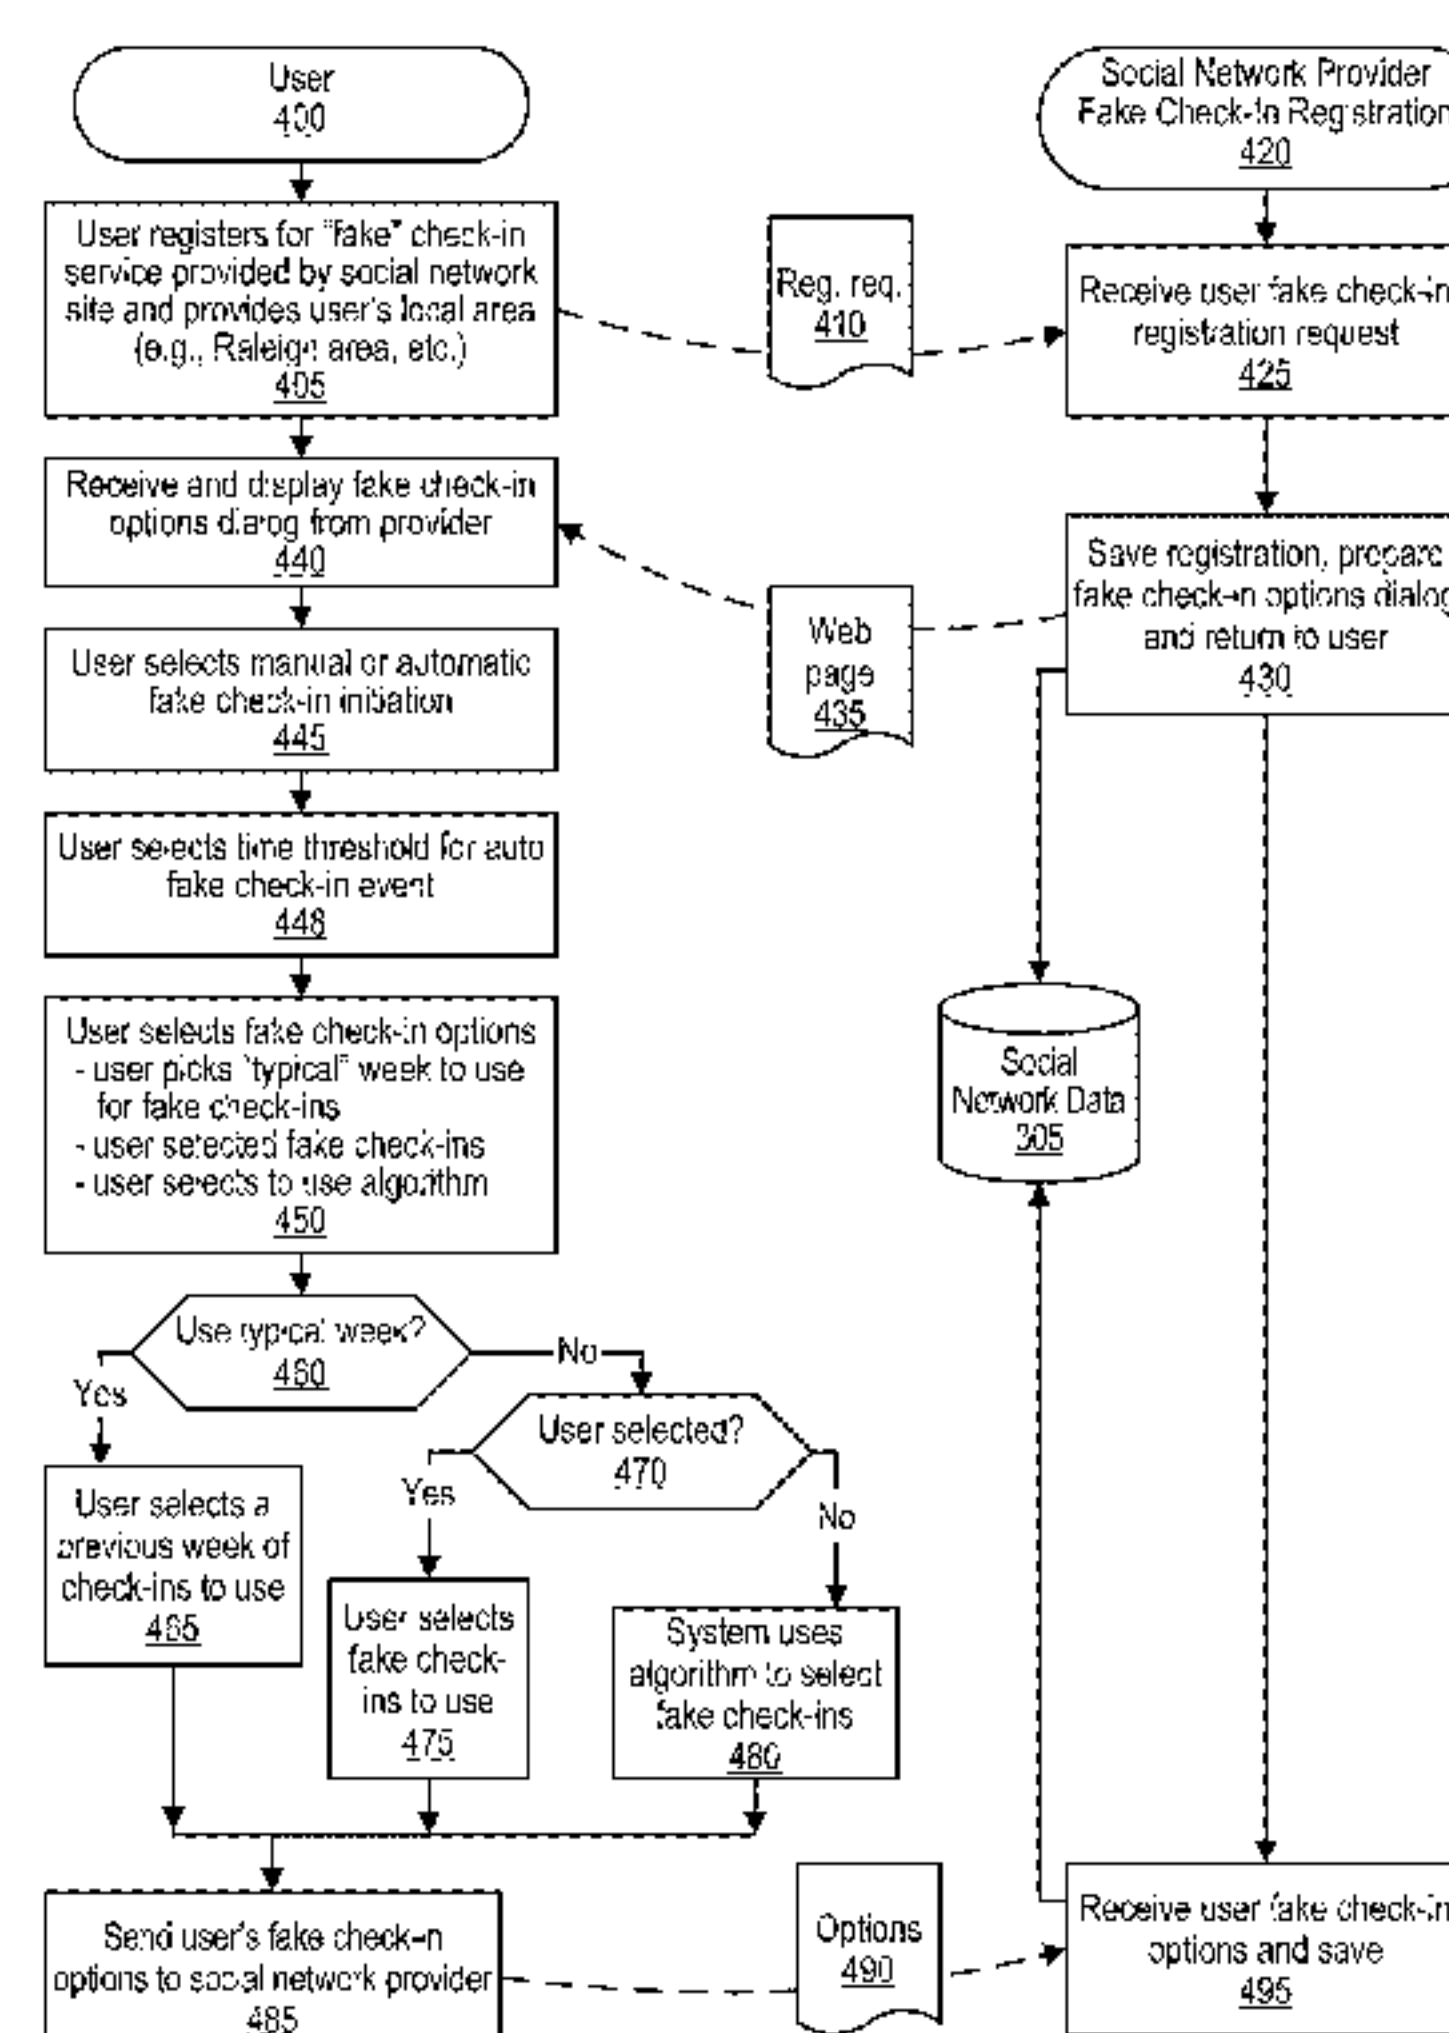 User
400
User registers for "fake" check-in
service provided by social network
site and provides user's local area
(e.g., Raleigh area, etc.)
405
Receive and display fake check-in
options dialog from provider
440
User selects manual or automatic
fake check-in initiation
445
User selects time threshold for auto
fake check-in event
448
User selects fake check-in options
- user picks "typical" week to use
for fake check-ins
- user selected fake check-ins
- user selects to use algorithm
450
Use typical week?
460
Yes
No
User selected?
470
Yes
No
User selects a
previous week of
check-ins to use
465
User selects
fake check-
ins to use
475
System uses
algorithm to select
fake check-ins
480
Send user's fake check-in
options to social network provider
485
Reg. req.
410
Web
page
435
Social
Network Data
305
Options
490
Social Network Provider
Fake Check-In Registration
420
Receive user fake check-in
registration request
425
Save registration, prepare
fake check-in options dialog
and return to user
430
Receive user fake check-in
options and save
495